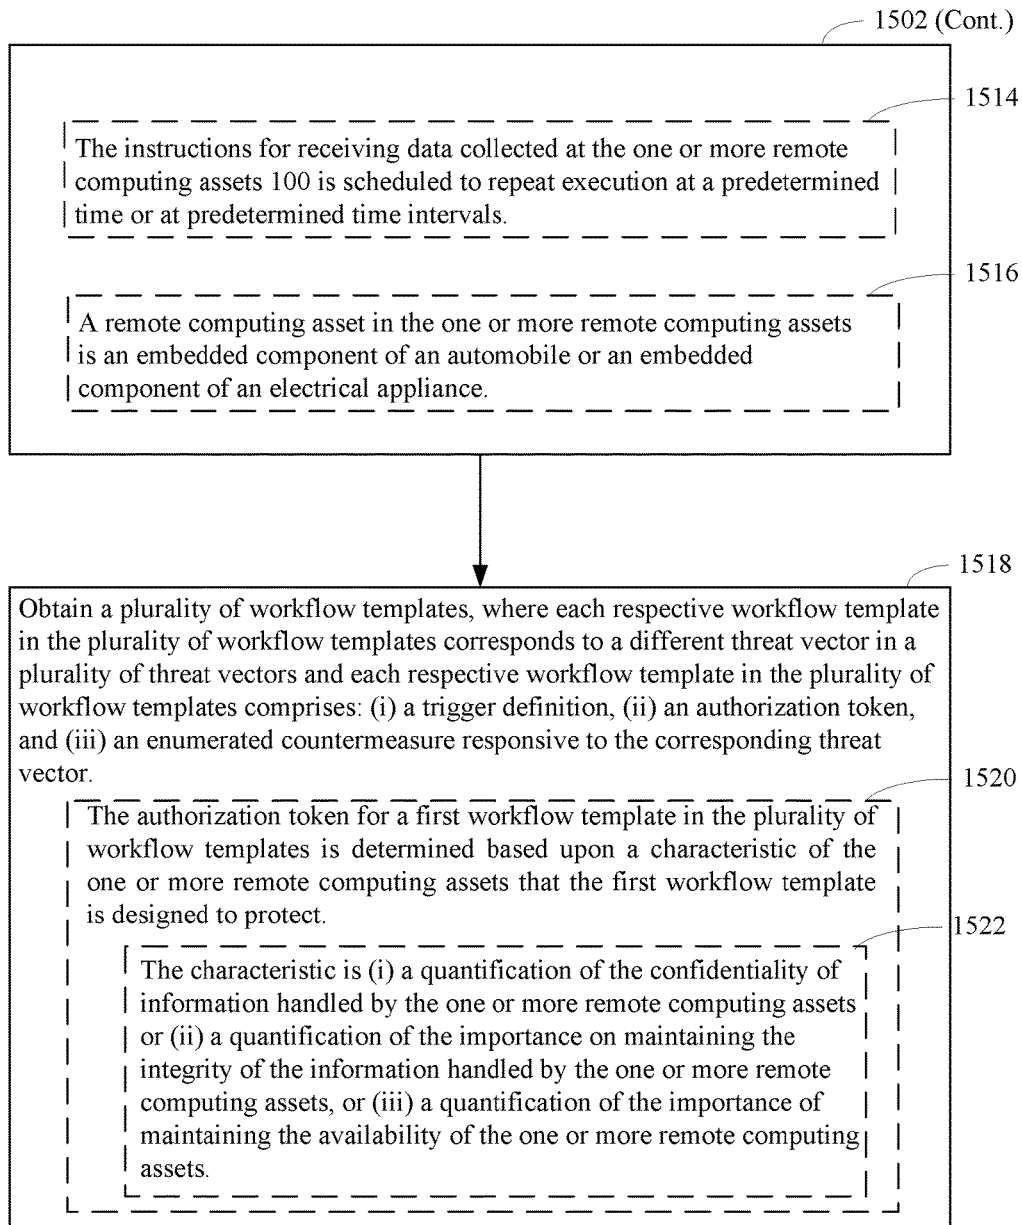 1502 (Cont.)
1514
The instructions for receiving data collected at the one or more remote
computing assets 100 is scheduled to repeat execution at a predetermined
time or at predetermined time intervals.
1516
A remote computing asset in the one or more remote computing assets
is an embedded component of an automobile or an embedded
component of an electrical appliance.
1518
Obtain a plurality of workflow templates, where each respective workflow template
in the plurality of workflow templates corresponds to a different threat vector in a
plurality of threat vectors and each respective workflow template in the plurality of
workflow templates comprises: (i) a trigger definition, (ii) an authorization token,
and (iii) an enumerated countermeasure responsive to the corresponding threat
vector.
1520
The authorization token for a first workflow template in the plurality of
workflow templates is determined based upon a characteristic of the
one or more remote computing assets that the first workflow template
is designed to protect.
1522
The characteristic is (i) a quantification of the confidentiality of
information handled by the one or more remote computing assets
or (ii) a quantification of the importance on maintaining the
integrity of the information handled by the one or more remote
computing assets, or (iii) a quantification of the importance of
maintaining the availability of the one or more remote computing
assets.